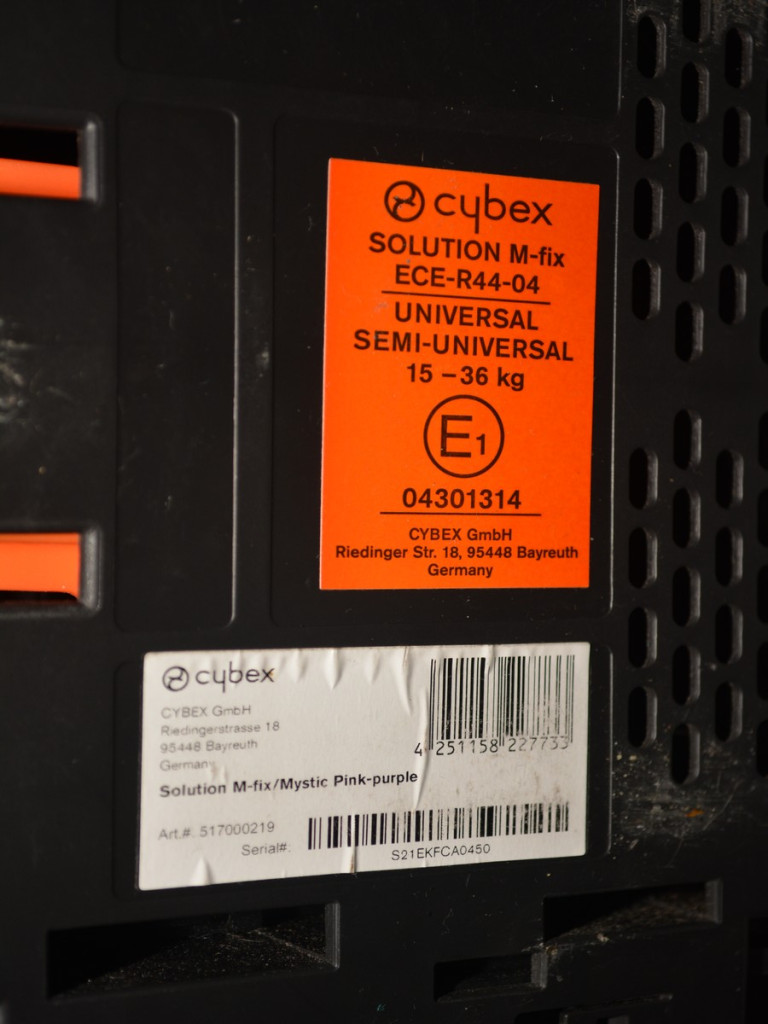 cybex
SOLUTION M-fix
ECE-R44-04
UNIVERSAL
SEMI-UNIVERSAL
15 – 36 kg
E1
04301314
CYBEX GmbH
Riedinger Str. 18, 95448 Bayreuth
Germany
cybex
CYBEX GmbH
Riedingerstrasse 18
95448 Bayreuth
Germany
4 251158 227733
Solution M-fix/Mystic Pink-purple
Art.#: 517000219
Serial#:
S21EKFCA0450